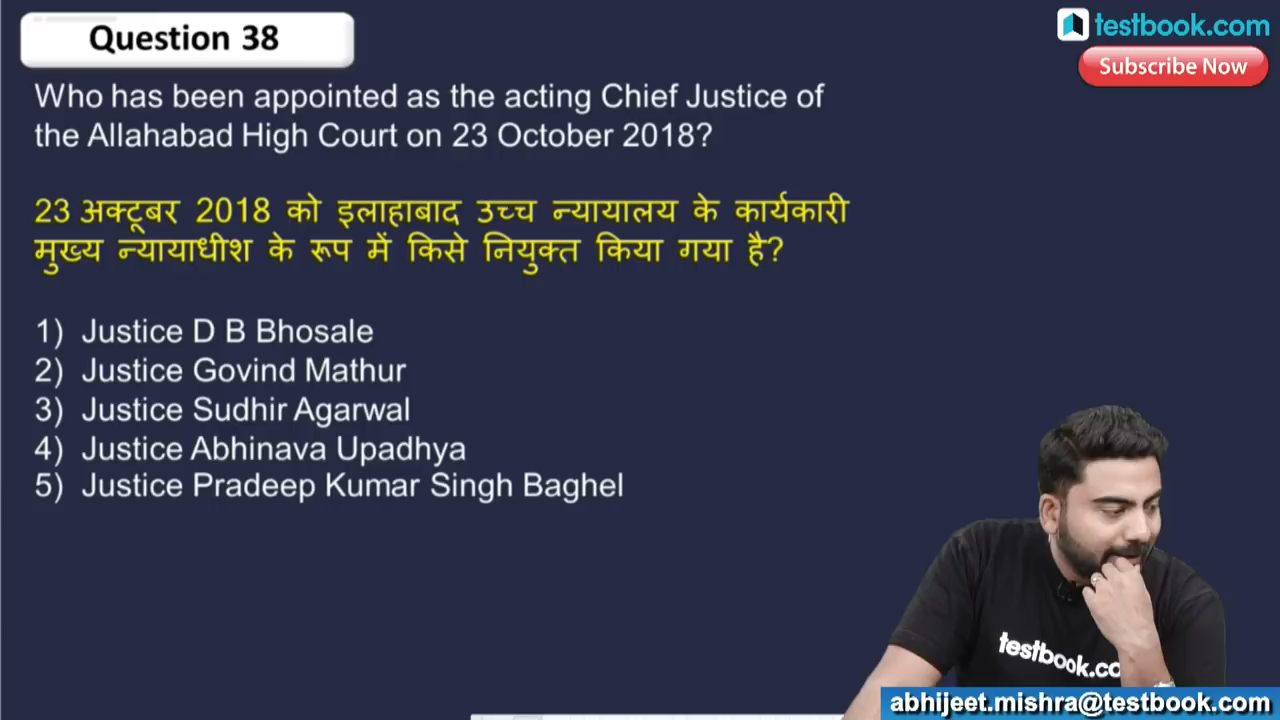 Question 38
testbook.com
Subscribe Now
Who has been appointed as the acting Chief Justice of
the Allahabad High Court on 23 October 2018?
23 अक्टूबर 2018 को इलाहाबाद उच्च न्यायालय के कार्यकारी
मुख्य न्यायाधीश के रूप में किसे नियुक्त किया गया है?
1) Justice D B Bhosale
2) Justice Govind Mathur
3) Justice Sudhir Agarwal
4) Justice Abhinava Upadhya
5) Justice Pradeep Kumar Singh Baghel
testbook.co
abhijeet.mishra@testbook.com